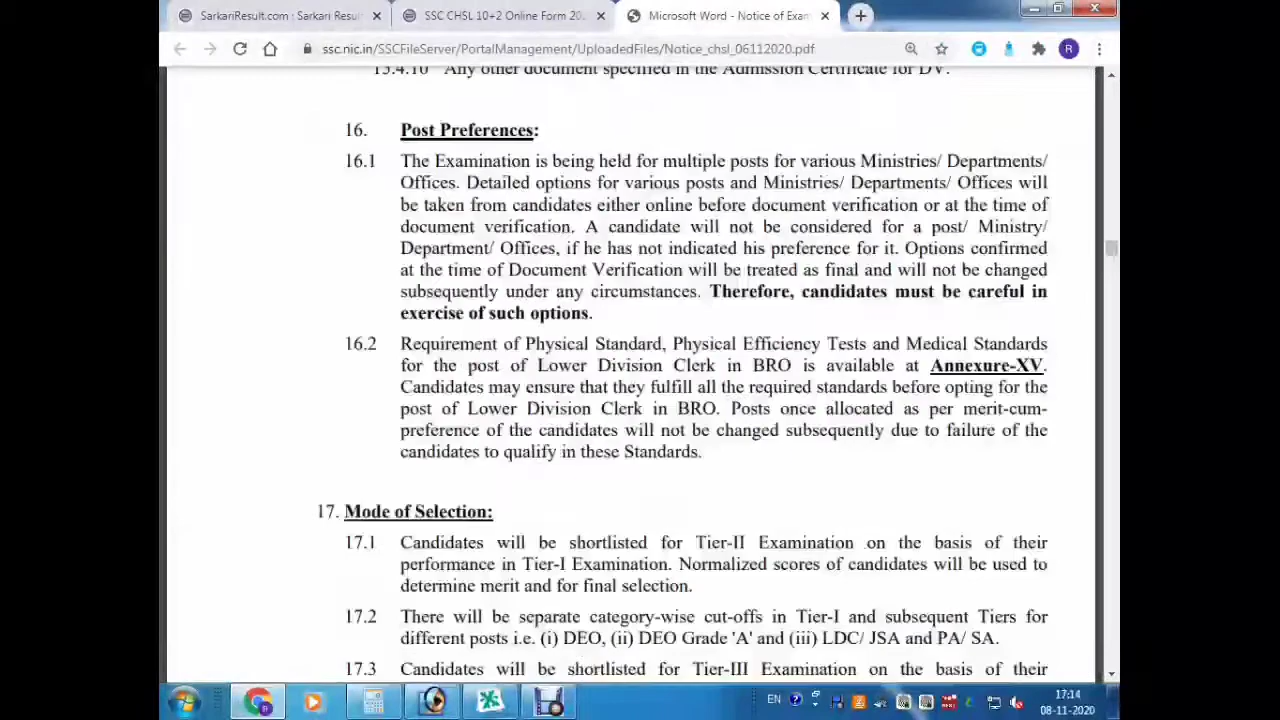 SarkariResult.com : Sarkari Resu
SSC CHSL 10+2 Online Form 20
Microsoft Word - Notice of Exam
R
ssc.nic.in/SSCFileServer/PortalManagement/UploadedFiles/Notice_chsl_06112020.pdf
15.4.10 Any other document specified in the Admission Certificate for DV.
16. Post Preferences:
16.1 The Examination is being held for multiple posts for various Ministries/ Departments/
Offices. Detailed options for various posts and Ministries/ Departments/ Offices will
be taken from candidates either online before document verification or at the time of
document verification. A candidate will not be considered for a post/ Ministry/
Department/ Offices, if he has not indicated his preference for it. Options confirmed
at the time of Document Verification will be treated as final and will not be changed
subsequently under any circumstances. Therefore, candidates must be careful in
exercise of such options.
16.2 Requirement of Physical Standard, Physical Efficiency Tests and Medical Standards
for the post of Lower Division Clerk in BRO is available at Annexure-XV.
Candidates may ensure that they fulfill all the required standards before opting for the
post of Lower Division Clerk in BRO. Posts once allocated as per merit-cum-
preference of the candidates will not be changed subsequently due to failure of the
candidates to qualify in these Standards.
17. Mode of Selection:
17.1 Candidates will be shortlisted for Tier-II Examination on the basis of their
performance in Tier-I Examination. Normalized scores of candidates will be used to
determine merit and for final selection.
17.2 There will be separate category-wise cut-offs in Tier-I and subsequent Tiers for
different posts i.e. (i) DEO, (ii) DEO Grade 'A' and (iii) LDC/ JSA and PA/ SA.
17.3 Candidates will be shortlisted for Tier-III Examination on the basis of their
EN
17:14
08-11-2020